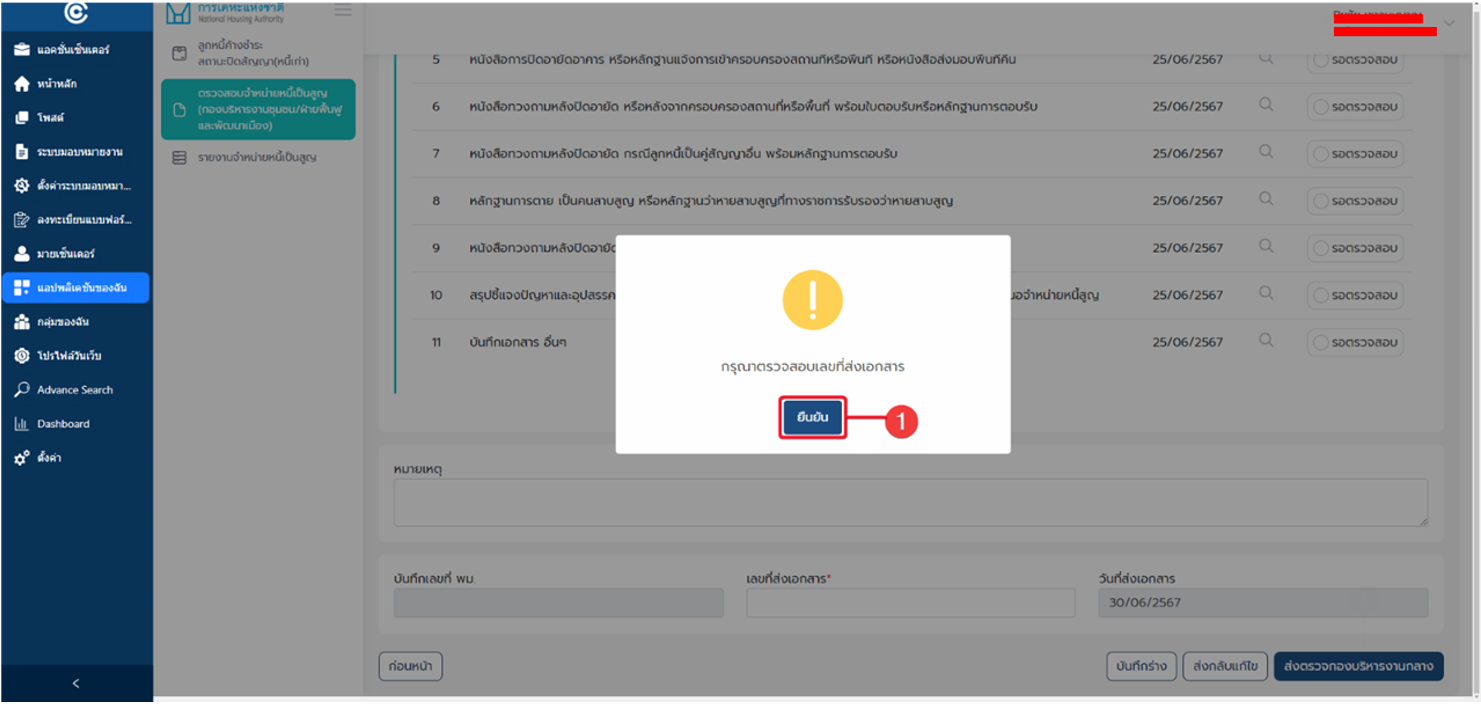 การเคหะแห่งชาติ
National Housing Authority
แอคชั่นเซ็นเตอร์
หน้าหลัก
โพสต์
ระบบมอบหมายงาน
ตั้งค่าระบบมอบหมา...
ลงทะเบียนแบบฟอร์...
มายเซ็นเตอร์
แอปพลิเคชันของฉัน
กลุ่มของฉัน
โปรไฟล์วันเว็บ
Advance Search
Dashboard
ตั้งค่า
<
ลูกหนี้ค้างชำระ
สถานะปิดสัญญา(หนี้เก่า)
ตรวจสอบจำหน่ายหนี้เป็นสูญ
(กองบริหารงานชุมชน/ฝ่ายฟื้นฟู
และพัฒนาเมือง)
รายงานจำหน่ายหนี้เป็นสูญ
5 หนังสือการปิดอายัดอาคาร หรือหลักฐานแจ้งการเข้าครอบครองสถานที่หรือพื้นที่ หรือหนังสือส่งมอบพื้นที่คืน 25/06/2567 รอตรวจสอบ
6 หนังสือทวงถามหลังปิดอายัด หรือหลังจากครอบครองสถานที่หรือพื้นที่ พร้อมใบตอบรับหรือหลักฐานการตอบรับ 25/06/2567 รอตรวจสอบ
7 หนังสือทวงถามหลังปิดอายัด กรณีลูกหนี้เป็นคู่สัญญาอื่น พร้อมหลักฐานการตอบรับ 25/06/2567 รอตรวจสอบ
8 หลักฐานการตาย เป็นคนสาบสูญ หรือหลักฐานว่าหายสาบสูญที่ทางราชการรับรองว่าหายสาบสูญ 25/06/2567 รอตรวจสอบ
9 หนังสือทวงถามหลังปิดอายัด 25/06/2567 รอตรวจสอบ
10 สรุปชี้แจงปัญหาและอุปสรรค นอจำหน่ายหนี้สูญ 25/06/2567 รอตรวจสอบ
11 บันทึกเอกสาร อื่นๆ 25/06/2567 รอตรวจสอบ
!
กรุณาตรวจสอบเลขที่ส่งเอกสาร
ยืนยัน 1
หมายเหตุ
บันทึกเลขที่ พม. เลขที่ส่งเอกสาร* วันที่ส่งเอกสาร
30/06/2567
ก่อนหน้า บันทึกร่าง ส่งกลับแก้ไข ส่งตรวจกองบริหารงานกลาง